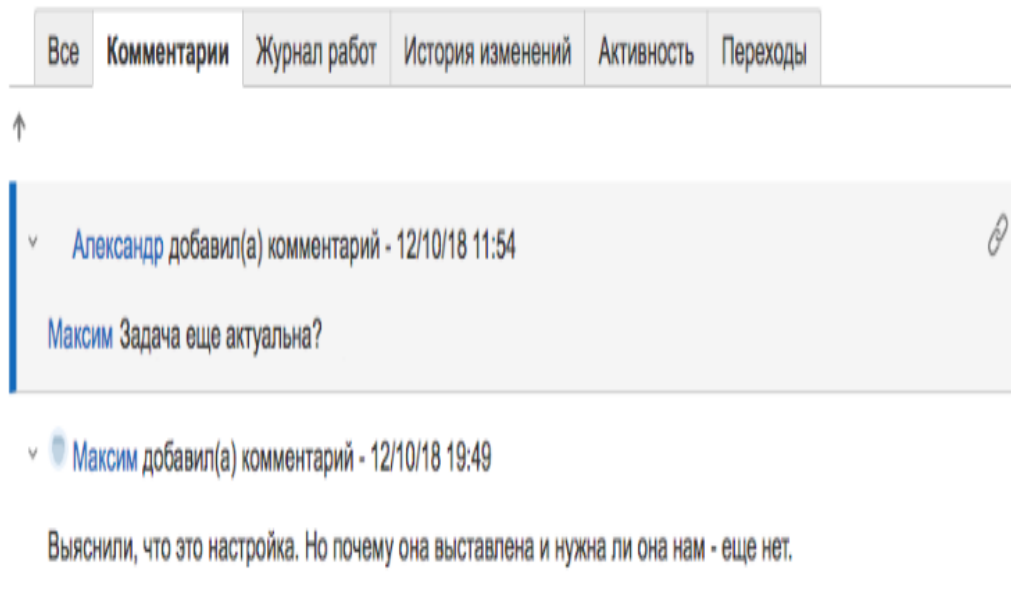 Все Комментарии Журнал работ История изменений Активность Переходы
Александр добавил(а) комментарий - 12/10/18 11:54
Максим Задача еще актуальна?
Максим добавил(а) комментарий - 12/10/18 19:49
Выяснили, что это настройка. Но почему она выставлена и нужна ли она нам - еще нет.